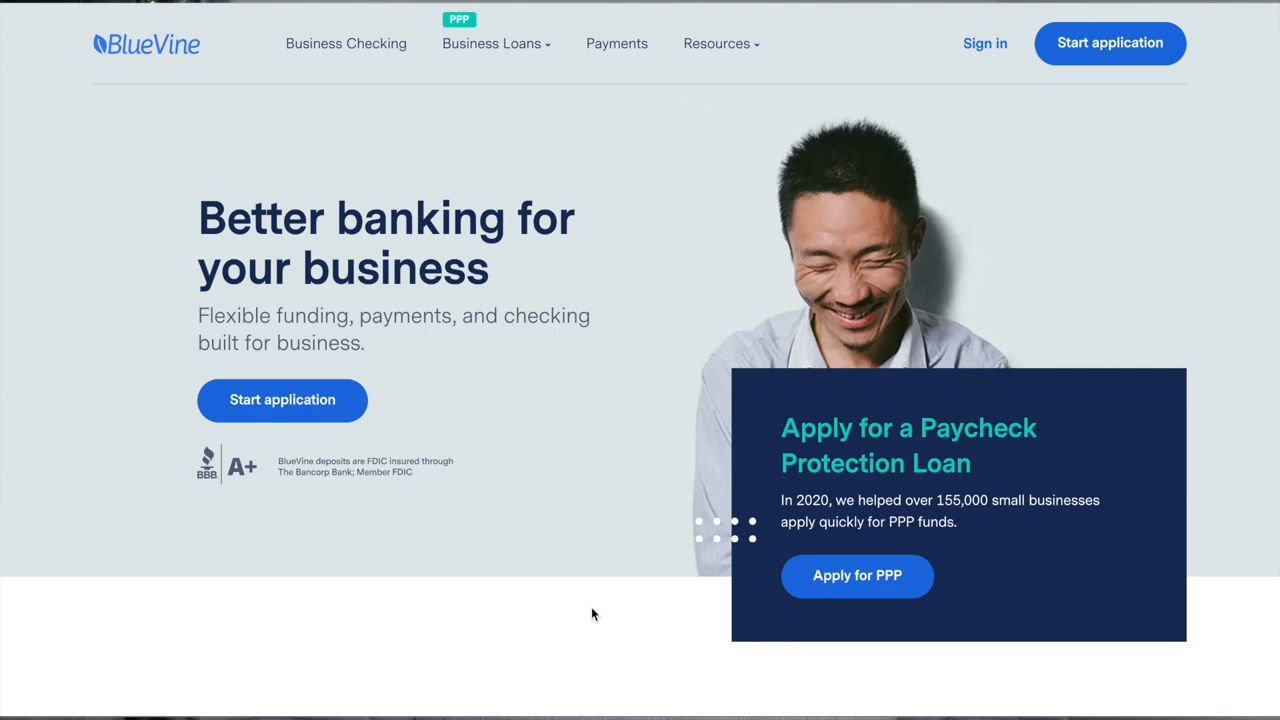 BlueVine
Business Checking
PPP
Business Loans
Payments
Resources
Sign in
Start application
Better banking for
your business
Flexible funding, payments, and checking
built for business.
Start application
BBB
A+
BlueVine deposits are FDIC insured through
The Bancorp Bank; Member FDIC
Apply for a Paycheck
Protection Loan
In 2020, we helped over 155,000 small businesses
apply quickly for PPP funds.
Apply for PPP